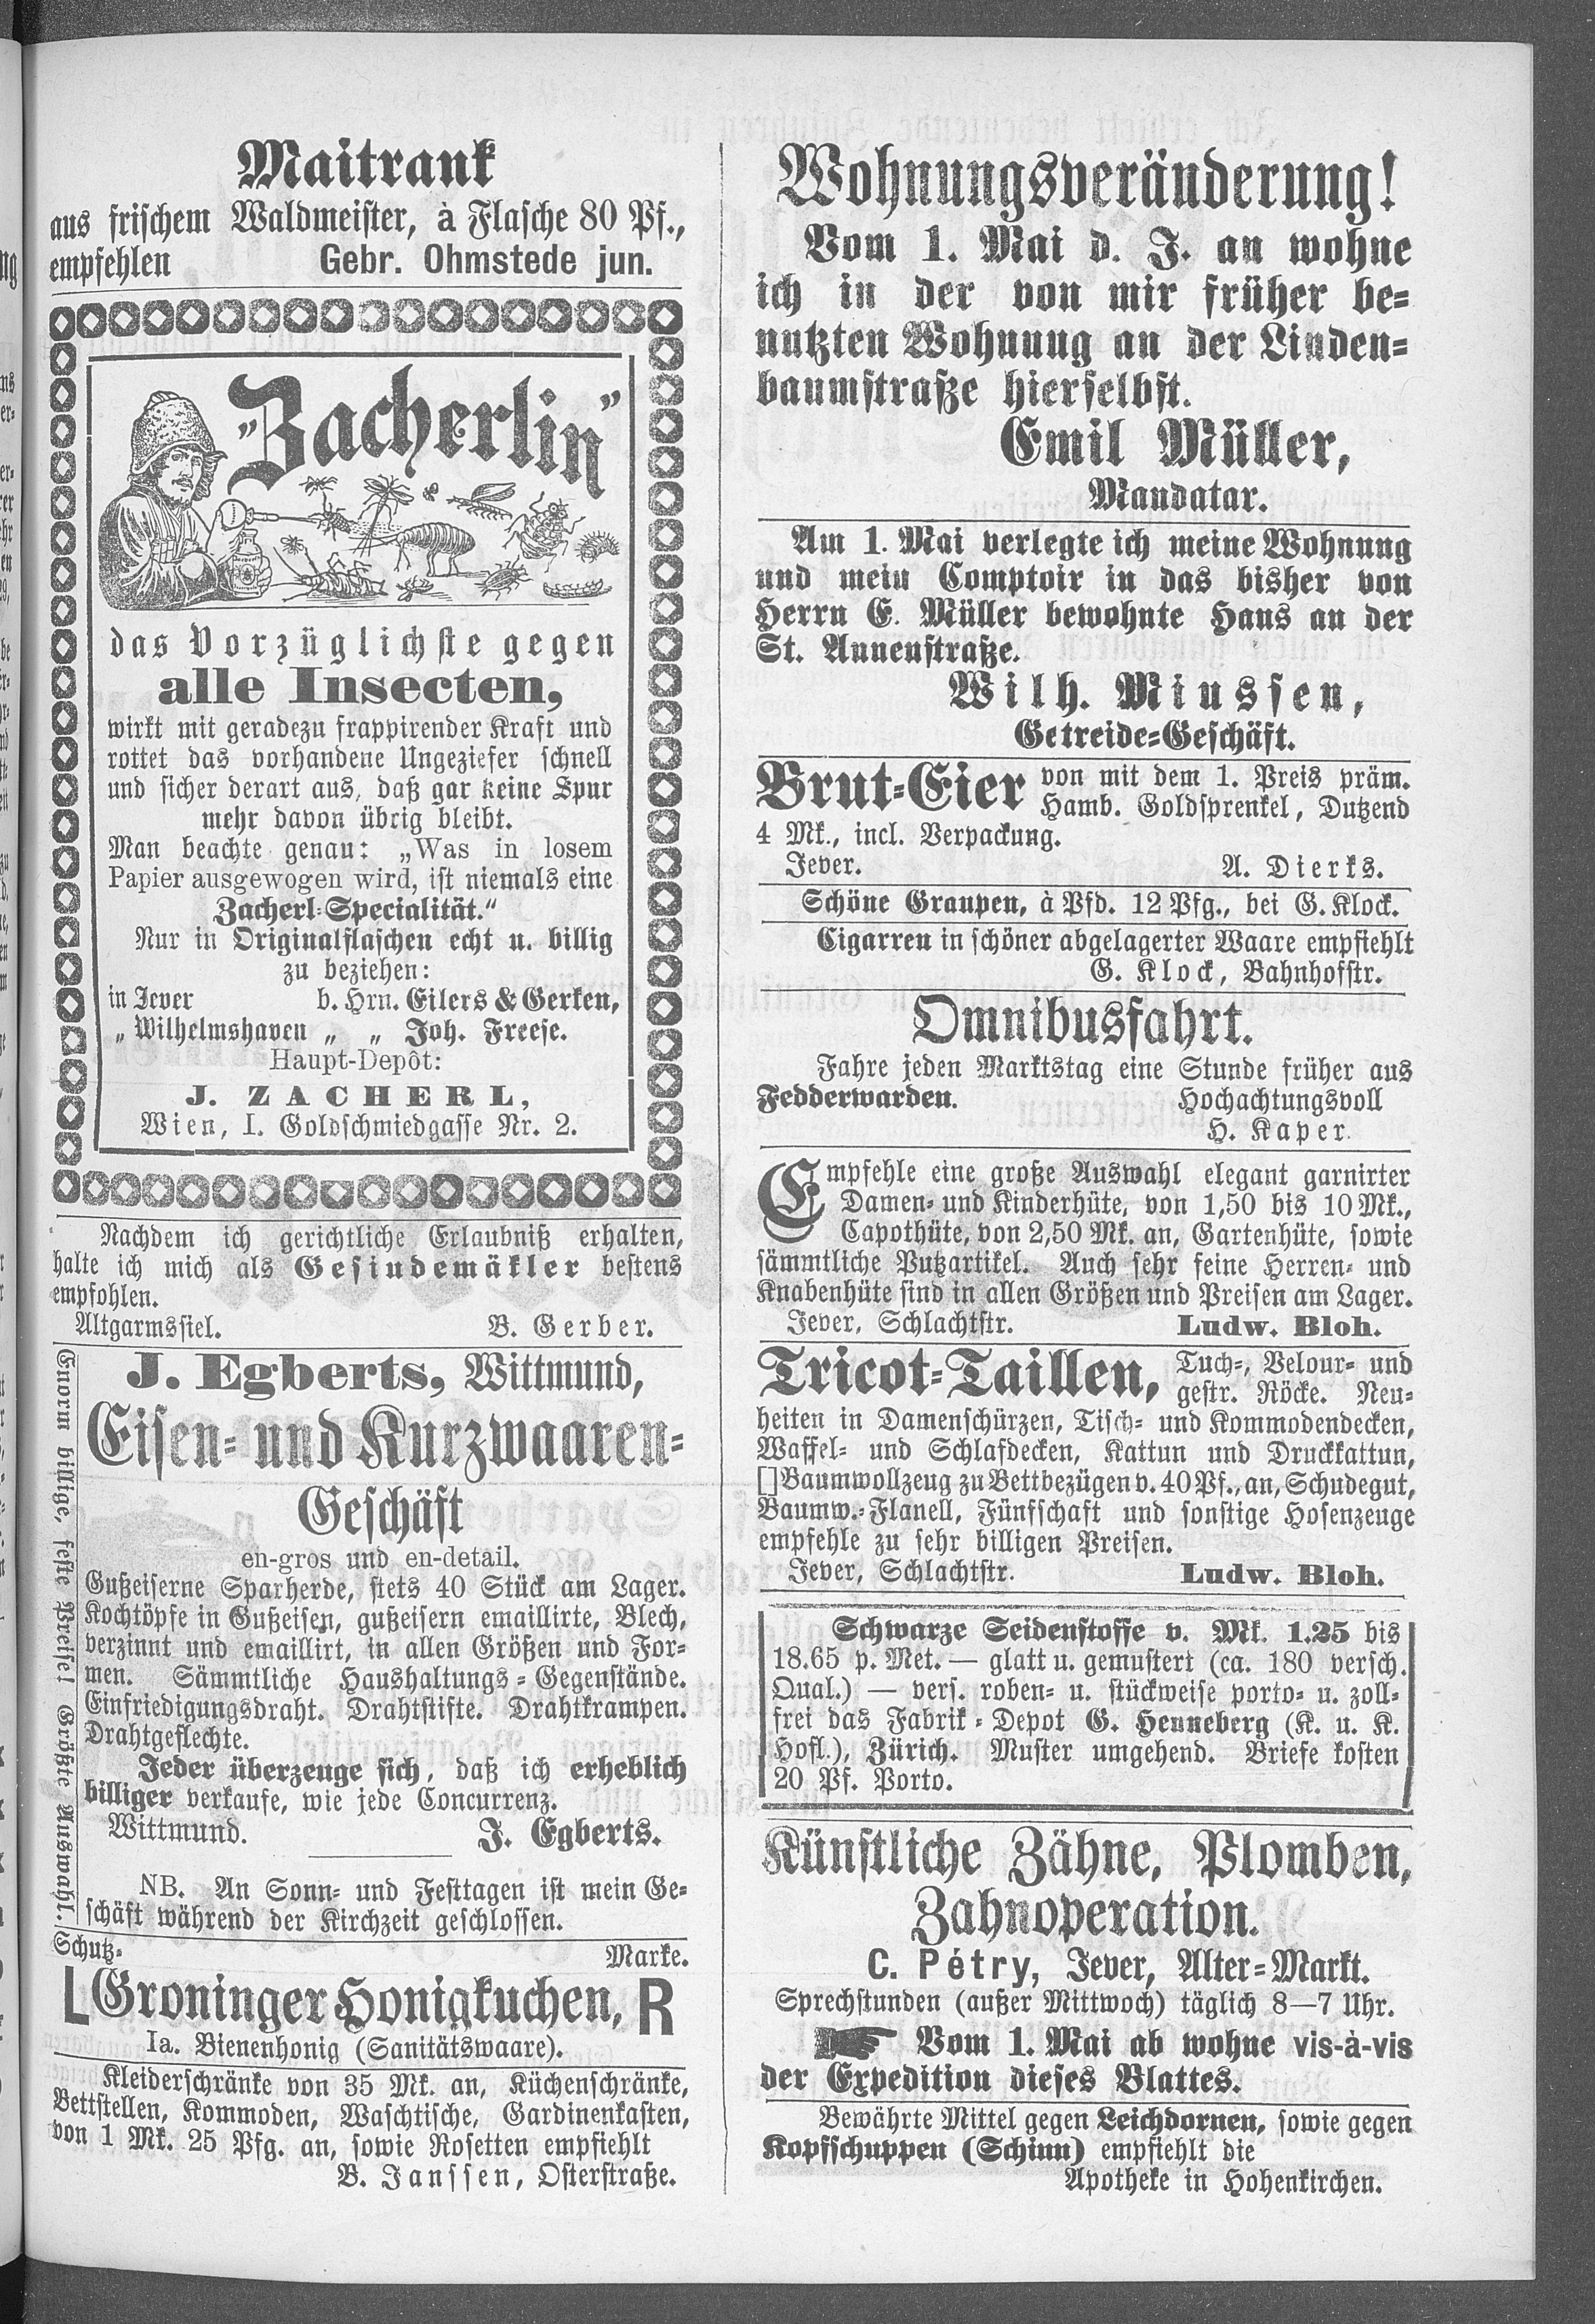 Maitrank
aus frischem Waldmeister, à Flasche 80 Pf.,
empfehlen Gebr. Ohmstede jun.
„Zacherlin“
das Vorzüglichste gegen
alle Insecten,
wirkt mit geradezu frappirender Kraft und
rottet das vorhandene Ungeziefer schnell
und sicher derart aus, daß gar keine Spur
mehr davon übrig bleibt.
Man beachte genau: „Was in losem
Papier ausgewogen wird, ist niemals eine
Zacherl-Specialität.“
Nur in Originalflaschen echt u. billig
zu beziehen:
in Jever b. Hrn. Eilers & Gerken,
„ Wilhelmshaven „ „ Joh. Freese.
Haupt-Depôt:
J. ZACHERL,
Wien, I. Goldschmiedgasse Nr. 2.
Nachdem ich gerichtliche Erlaubniß erhalten,
halte ich mich als Gesindemäkler bestens
empfohlen.
Altgarmssiel. B. Gerber.
Enorm billige, feste Preise! Größte Auswahl.
J. Egberts, Wittmund,
Eisen- und Kurzwaaren-
Geschäft
en-gros und en-detail.
Gußeiserne Sparherde, stets 40 Stück am Lager.
Kochtöpfe in Gußeisen, gußeisern emaillirte, Blech,
verzinnt und emaillirt, in allen Größen und For-
men. Sämmtliche Haushaltungs-Gegenstände.
Einfriedigungsdraht. Drahtstifte. Drahtkrampen.
Drahtgeflechte.
Jeder überzeuge sich, daß ich erheblich
billiger verkaufe, wie jede Concurrenz.
Wittmund. J. Egberts.
NB. An Sonn- und Festtagen ist mein Ge-
schäft während der Kirchzeit geschlossen.
Schutz- Marke.
L Groninger Honigkuchen, R
Ia. Bienenhonig (Sanitätswaare).
Kleiderschränke von 35 Mk. an, Küchenschränke,
Bettstellen, Kommoden, Waschtische, Gardinenkasten,
von 1 Mk. 25 Pfg. an, sowie Rosetten empfiehlt
B. Janssen, Osterstraße.
Wohnungsveränderung!
Vom 1. Mai d. J. an wohne
ich in der von mir früher be-
nutzten Wohnung an der Linden-
baumstraße hierselbst.
Emil Müller,
Mandatar.
Am 1. Mai verlegte ich meine Wohnung
und mein Comptoir in das bisher von
Herrn E. Müller bewohnte Haus an der
St. Annenstraße.
Wilh. Minssen,
Getreide-Geschäft.
Brut-Eier von mit dem 1. Preis präm.
Hamb. Goldsprenkel, Dutzend
4 Mk., incl. Verpackung.
Jever. A. Dierks.
Schöne Graupen, à Pfd. 12 Pfg., bei G. Klock.
Cigarren in schöner abgelagerter Waare empfiehlt
G. Klock, Bahnhofstr.
Omnibusfahrt.
Fahre jeden Marktstag eine Stunde früher aus
Fedderwarden. Hochachtungsvoll
H. Kaper.
Empfehle eine große Auswahl elegant garnirter
Damen- und Kinderhüte, von 1,50 bis 10 Mk.,
Capothüte, von 2,50 Mk. an, Gartenhüte, sowie
sämmtliche Putzartikel. Auch sehr feine Herren- und
Knabenhüte sind in allen Größen und Preisen am Lager.
Jever, Schlachtstr. Ludw. Bloh.
Tricot-Taillen, Tuch-, Velour- und
gestr. Röcke. Neu-
heiten in Damenschürzen, Tisch- und Kommodendecken,
Waffel- und Schlafdecken, Kattun und Druckkattun,
[] Baumwollzeug zu Bettbezügen v. 40 Pf., an, Schudegut,
Baumw.-Flanell, Fünfschaft und sonstige Hosenzeuge
empfehle zu sehr billigen Preisen.
Jever, Schlachtstr. Ludw. Bloh.
Schwarze Seidenstoffe v. Mk. 1.25 bis
18.65 p. Met. — glatt u. gemustert (ca. 180 versch.
Qual.) — vers. roben- u. stückweise porto- u. zoll-
frei das Fabrik-Depot G. Henneberg (K. u. K.
Hofl.), Zürich. Muster umgehend. Briefe kosten
20 Pf. Porto.
Künstliche Zähne, Plomben,
Zahnoperation.
C. Pétry, Jever, Alter-Markt.
Sprechstunden (außer Mittwoch) täglich 8—7 Uhr.
Vom 1. Mai ab wohne vis-à-vis
der Expedition dieses Blattes.
Bewährte Mittel gegen Leichdornen, sowie gegen
Kopfschuppen (Schinn) empfiehlt die
Apotheke in Hohenkirchen.